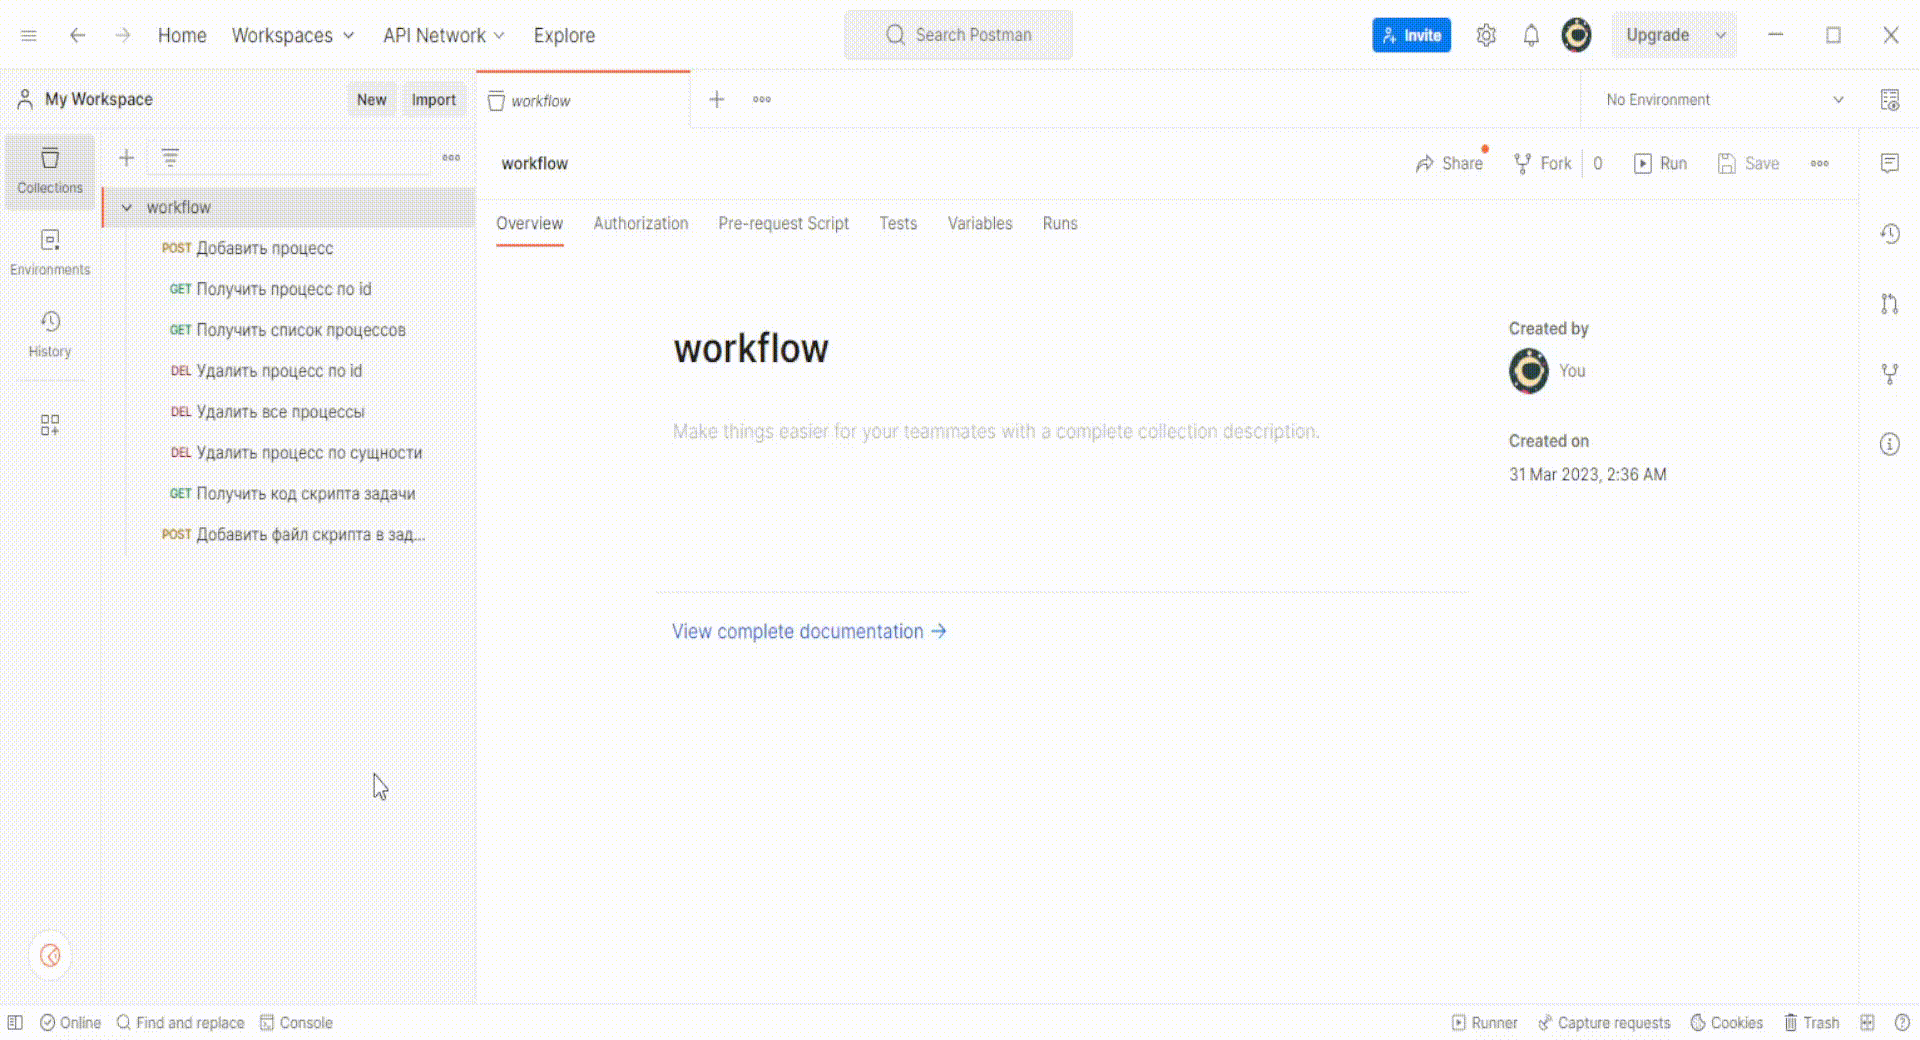 Home Workspaces API Network Explore Search Postman Invite Upgrade
My Workspace New Import workflow No Environment
workflow Share Fork 0 Run Save
Collections
workflow
Overview Authorization Pre-request Script Tests Variables Runs
POST Добавить процесс
Environments
GET Получить процесс по id
GET Получить список процессов
History
DEL Удалить процесс по id
DEL Удалить все процессы
DEL Удалить процесс по сущности
GET Получить код скрипта задачи
POST Добавить файл скрипта в зад...
workflow
Make things easier for your teammates with a complete collection description.
View complete documentation →
Created by
You
Created on
31 Mar 2023, 2:36 AM
Online Find and replace Console Runner Capture requests Cookies Trash